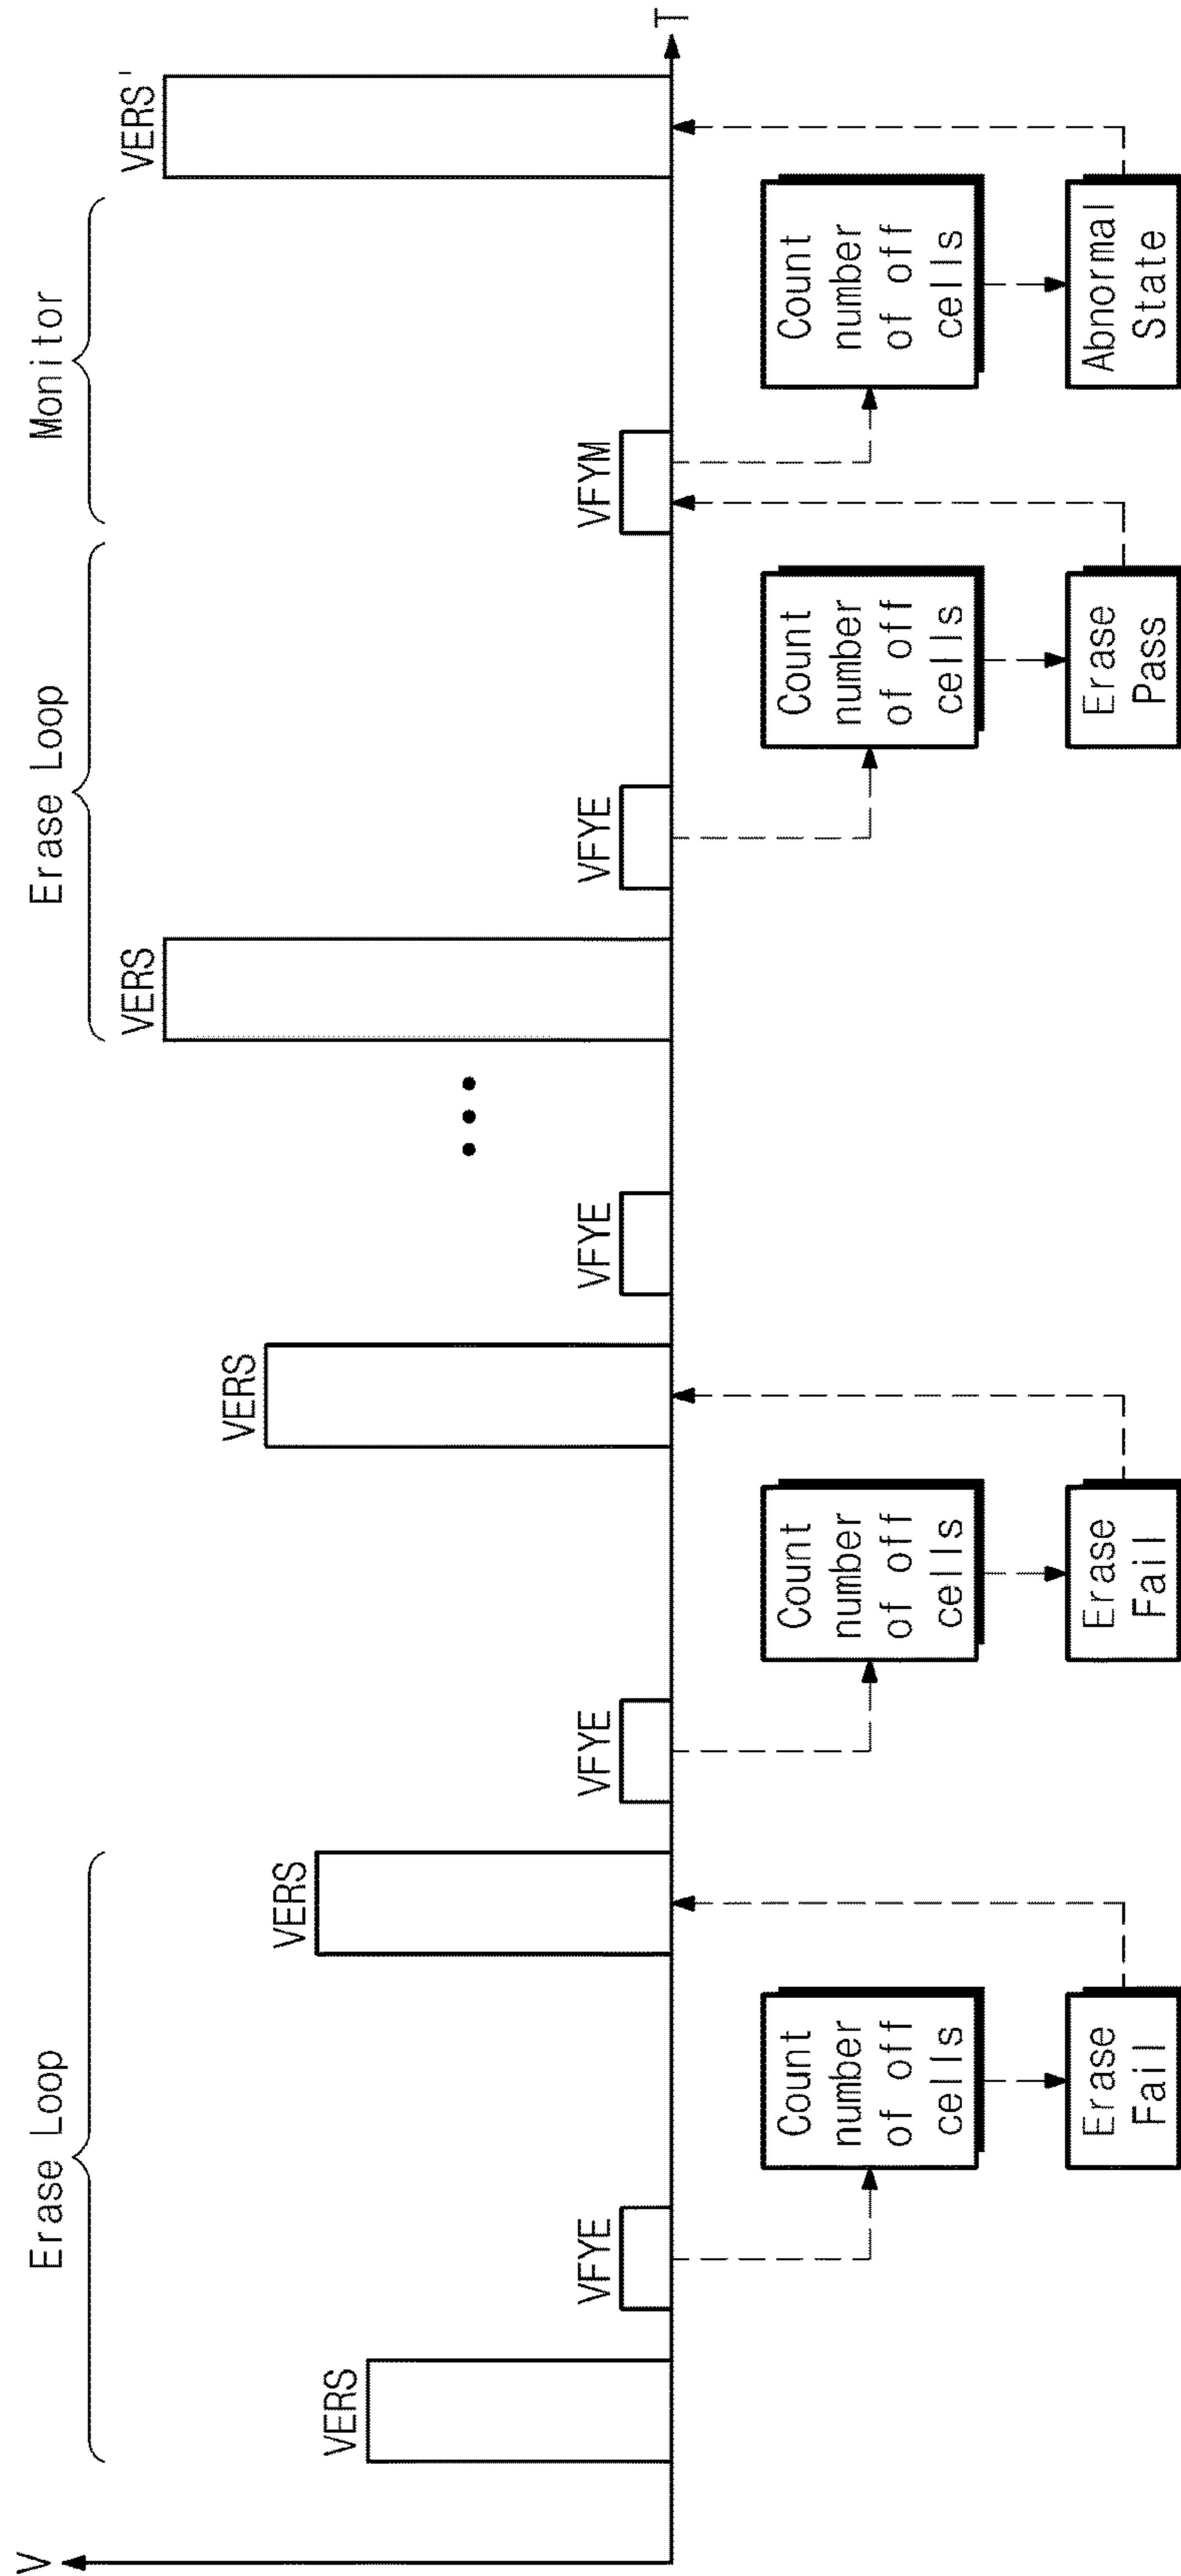 V
Erase Loop
Erase Loop
Monitor
VERS
VFYE
VERS
VFYE
VERS
VFYE
VERS
VFYE
VFYM
VERS'
T
Count
number
of off
cells
Count
number
of off
cells
Count
number
of off
cells
Count
number
of off
cells
Erase
Fail
Erase
Fail
Erase
Pass
Abnormal
State